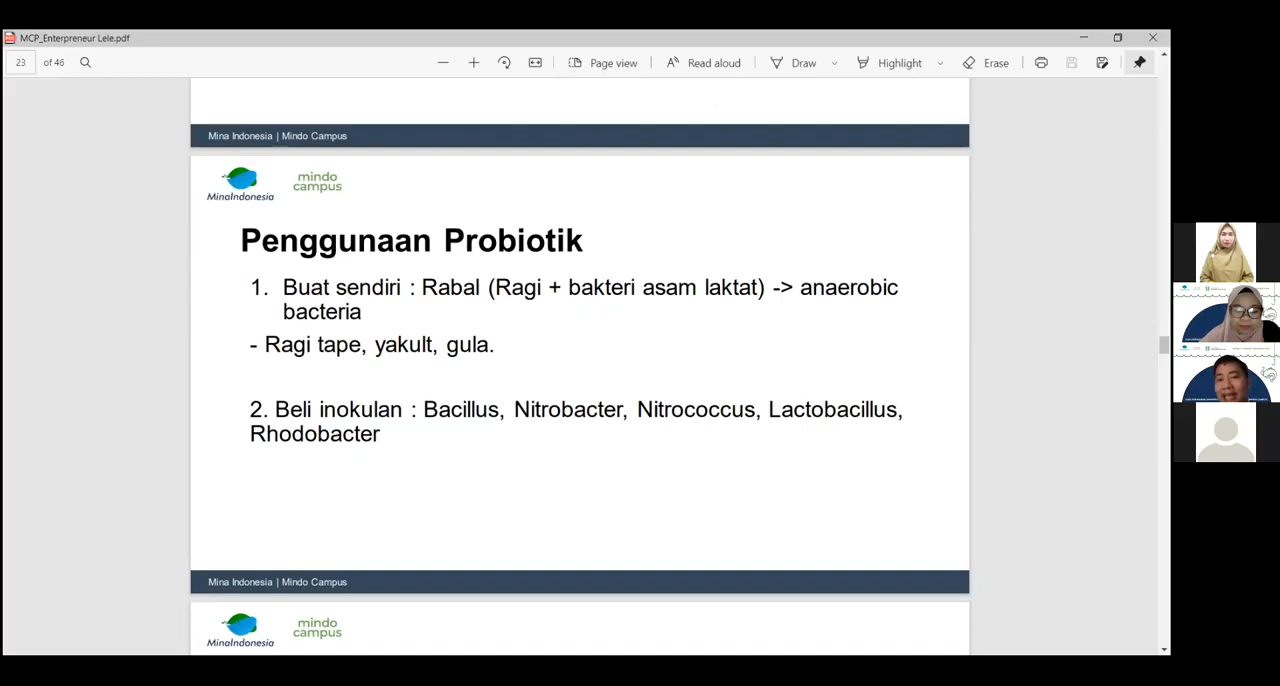 MCP_Enterpreneur Lele.pdf
23 of 46
Page view
Read aloud
Draw
Highlight
Erase
Mina Indonesia | Mindo Campus
MinaIndonesia
mindo
campus
Penggunaan Probiotik
1. Buat sendiri : Rabal (Ragi + bakteri asam laktat) -> anaerobic
bacteria
- Ragi tape, yakult, gula.
2. Beli inokulan : Bacillus, Nitrobacter, Nitrococcus, Lactobacillus,
Rhodobacter
Mina Indonesia | Mindo Campus
MinaIndonesia
mindo
campus